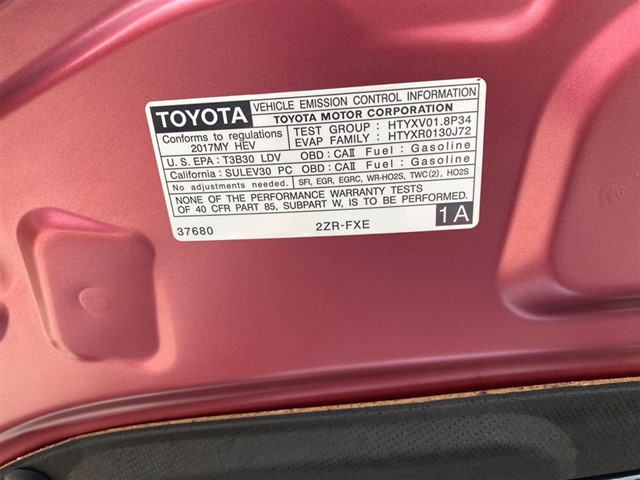 TOYOTA VEHICLE EMISSION CONTROL INFORMATION
TOYOTA MOTOR CORPORATION
Conforms to regulations TEST GROUP : HTYXV01.8P34
2017MY HEV EVAP FAMILY : HTYXR0130J72
U.S. EPA : T3B30 LDV OBD : CAⅡ Fuel : Gasoline
California : SULEV30 PC OBD : CAⅡ Fuel : Gasoline
No adjustments needed. SFI, EGR, EGRC, WR-HO2S, TWC(2), HO2S
NONE OF THE PERFORMANCE WARRANTY TESTS
OF 40 CFR PART 85, SUBPART W, IS TO BE PERFORMED.
37680 2ZR-FXE 1A